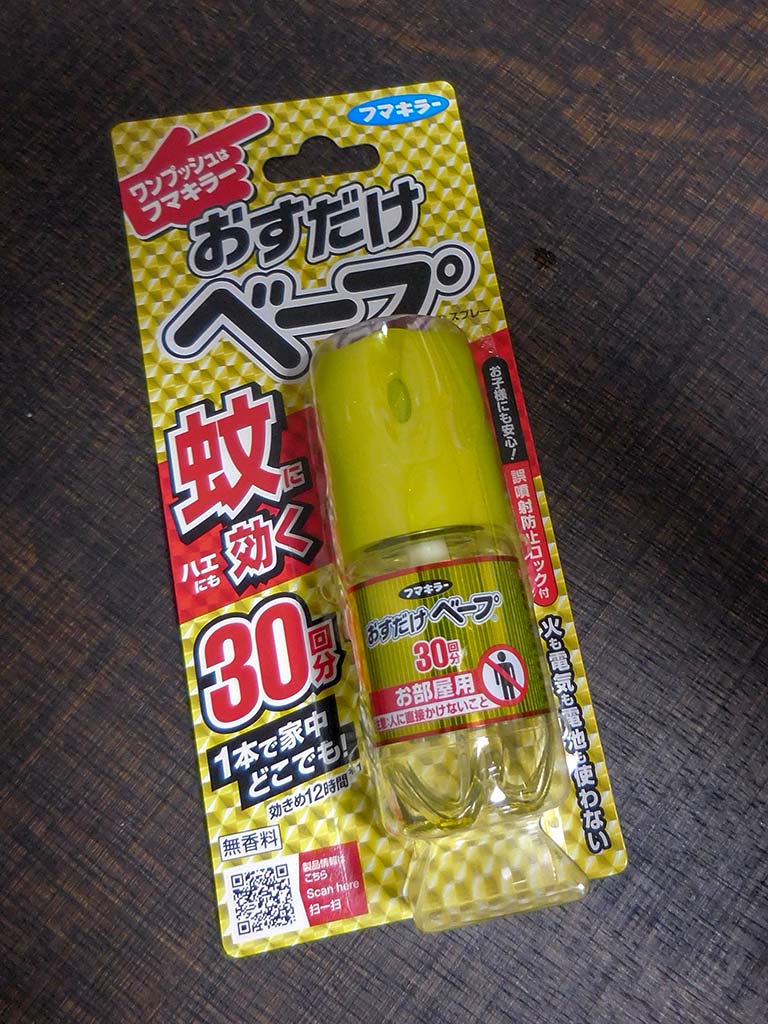 フマキラー
ワンプッシュは
フマキラー
おすだけ
ベープ
スプレー
お子様にも安心!
誤噴射防止ロック付
蚊に
効く
ハエ
にも
30回分
1本で家中
どこでも!
効きめ12時間
無香料
製品情報は
こちら
Scan here
扫一扫
火も電気も電池も使わない
フマキラー
おすだけベープ
30回分
お部屋用
注意:人に直接かけないこと